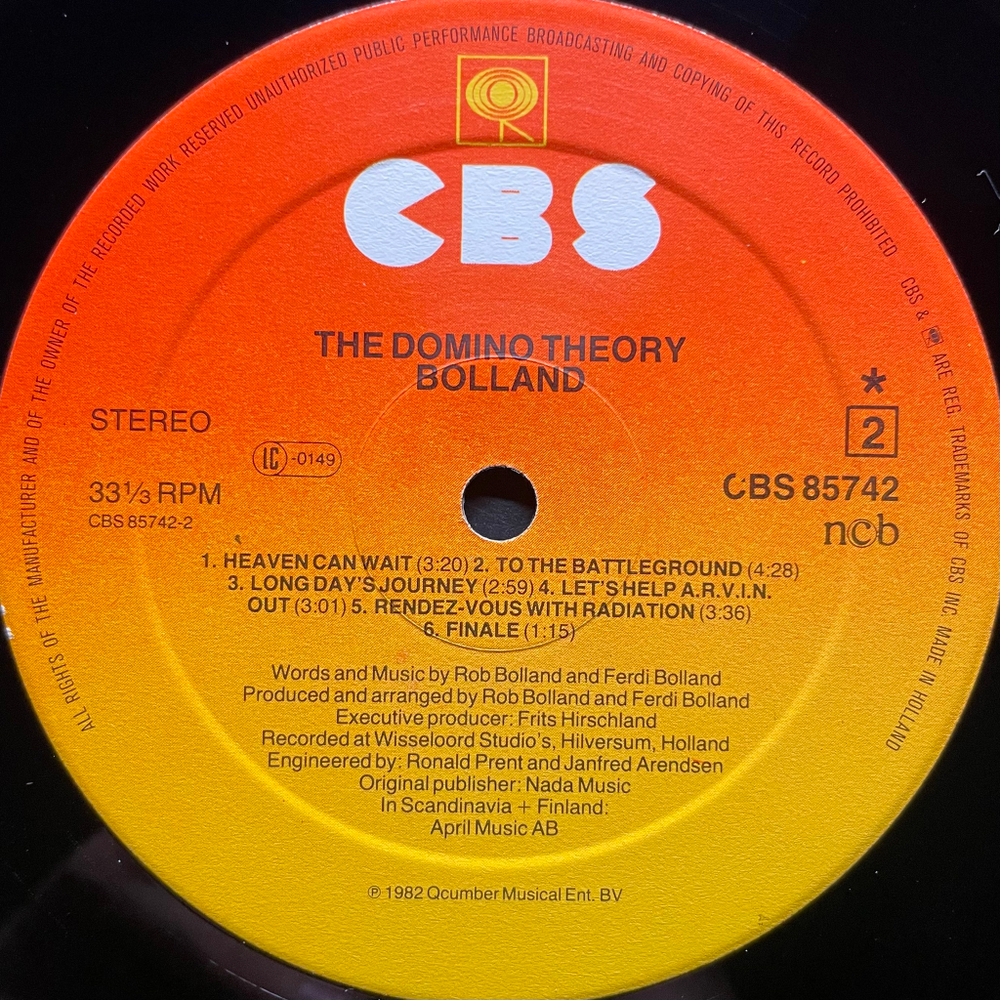 ALL RIGHTS OF THE MANUFACTURER AND OF THE OWNER OF THE RECORDED WORK RESERVED UNAUTHORIZED PUBLIC PERFORMANCE BROADCASTING AND COPYING OF THIS RECORD PROHIBITED CBS & ARE REG. TRADEMARKS OF CBS INC. MADE IN HOLLAND
CBS
THE DOMINO THEORY
BOLLAND
*
STEREO
2
LC -0149
33⅓ RPM
CBS 85742
CBS 85742-2
ncb
1. HEAVEN CAN WAIT (3:20) 2. TO THE BATTLEGROUND (4:28)
3. LONG DAY'S JOURNEY (2:59) 4. LET'S HELP A.R.V.I.N.
OUT (3:01) 5. RENDEZ-VOUS WITH RADIATION (3:36)
6. FINALE (1:15)
Words and Music by Rob Bolland and Ferdi Bolland
Produced and arranged by Rob Bolland and Ferdi Bolland
Executive producer: Frits Hirschland
Recorded at Wisseloord Studio's, Hilversum, Holland
Engineered by: Ronald Prent and Janfred Arendsen
Original publisher: Nada Music
In Scandinavia + Finland:
April Music AB
℗ 1982 Qcumber Musical Ent. BV